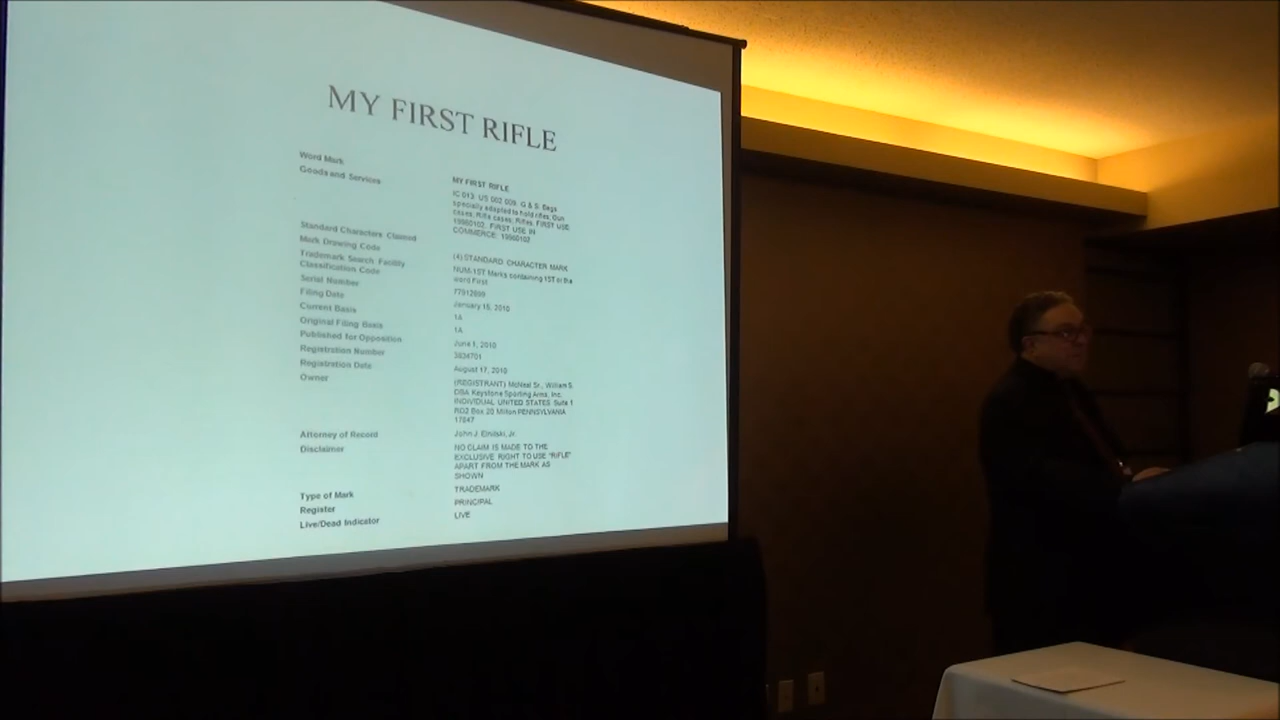 MY FIRST RIFLE
Word Mark
MY FIRST RIFLE
Goods and Services
IC 013. US 002 009. G & S: Bags
specially adapted to hold rifles; Gun
cases; Rifle cases; Rifles. FIRST USE:
19960102. FIRST USE IN
COMMERCE: 19960102
Standard Characters Claimed
Mark Drawing Code
(4) STANDARD CHARACTER MARK
Trademark Search Facility
Classification Code
NUM-1ST Marks containing 1ST or the
word First
Serial Number
Filing Date
January 15, 2010
Current Basis
1A
Original Filing Basis
1A
Published for Opposition
June 1, 2010
Registration Number
3834701
Registration Date
August 17, 2010
Owner
(REGISTRANT) McNeal Sr., William S.
DBA Keystone Sporting Arms, Inc.
INDIVIDUAL UNITED STATES Suite 1
RD2 Box 20 Milton PENNSYLVANIA
17847
Attorney of Record
John J. Jr.
Disclaimer
NO CLAIM IS MADE TO THE
EXCLUSIVE RIGHT TO USE "RIFLE"
APART FROM THE MARK AS
SHOWN
Type of Mark
TRADEMARK
Register
PRINCIPAL
Live/Dead Indicator
LIVE